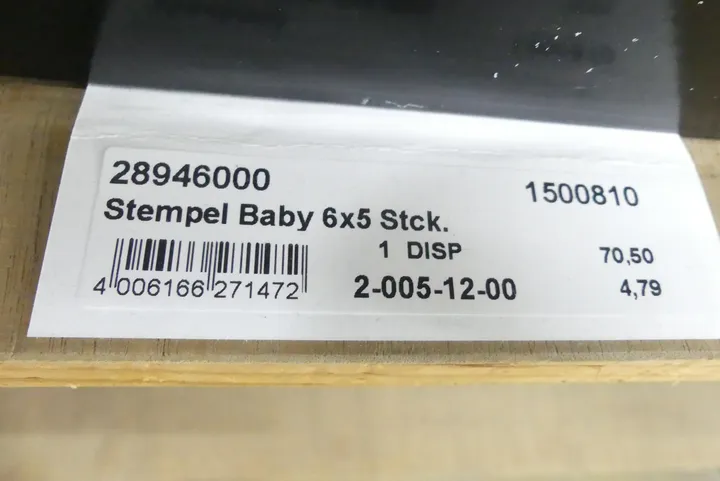 28946000 1500810
Stempel Baby 6x5 Stck.
1 DISP 70,50
4 006166 271472 2-005-12-00 4,79